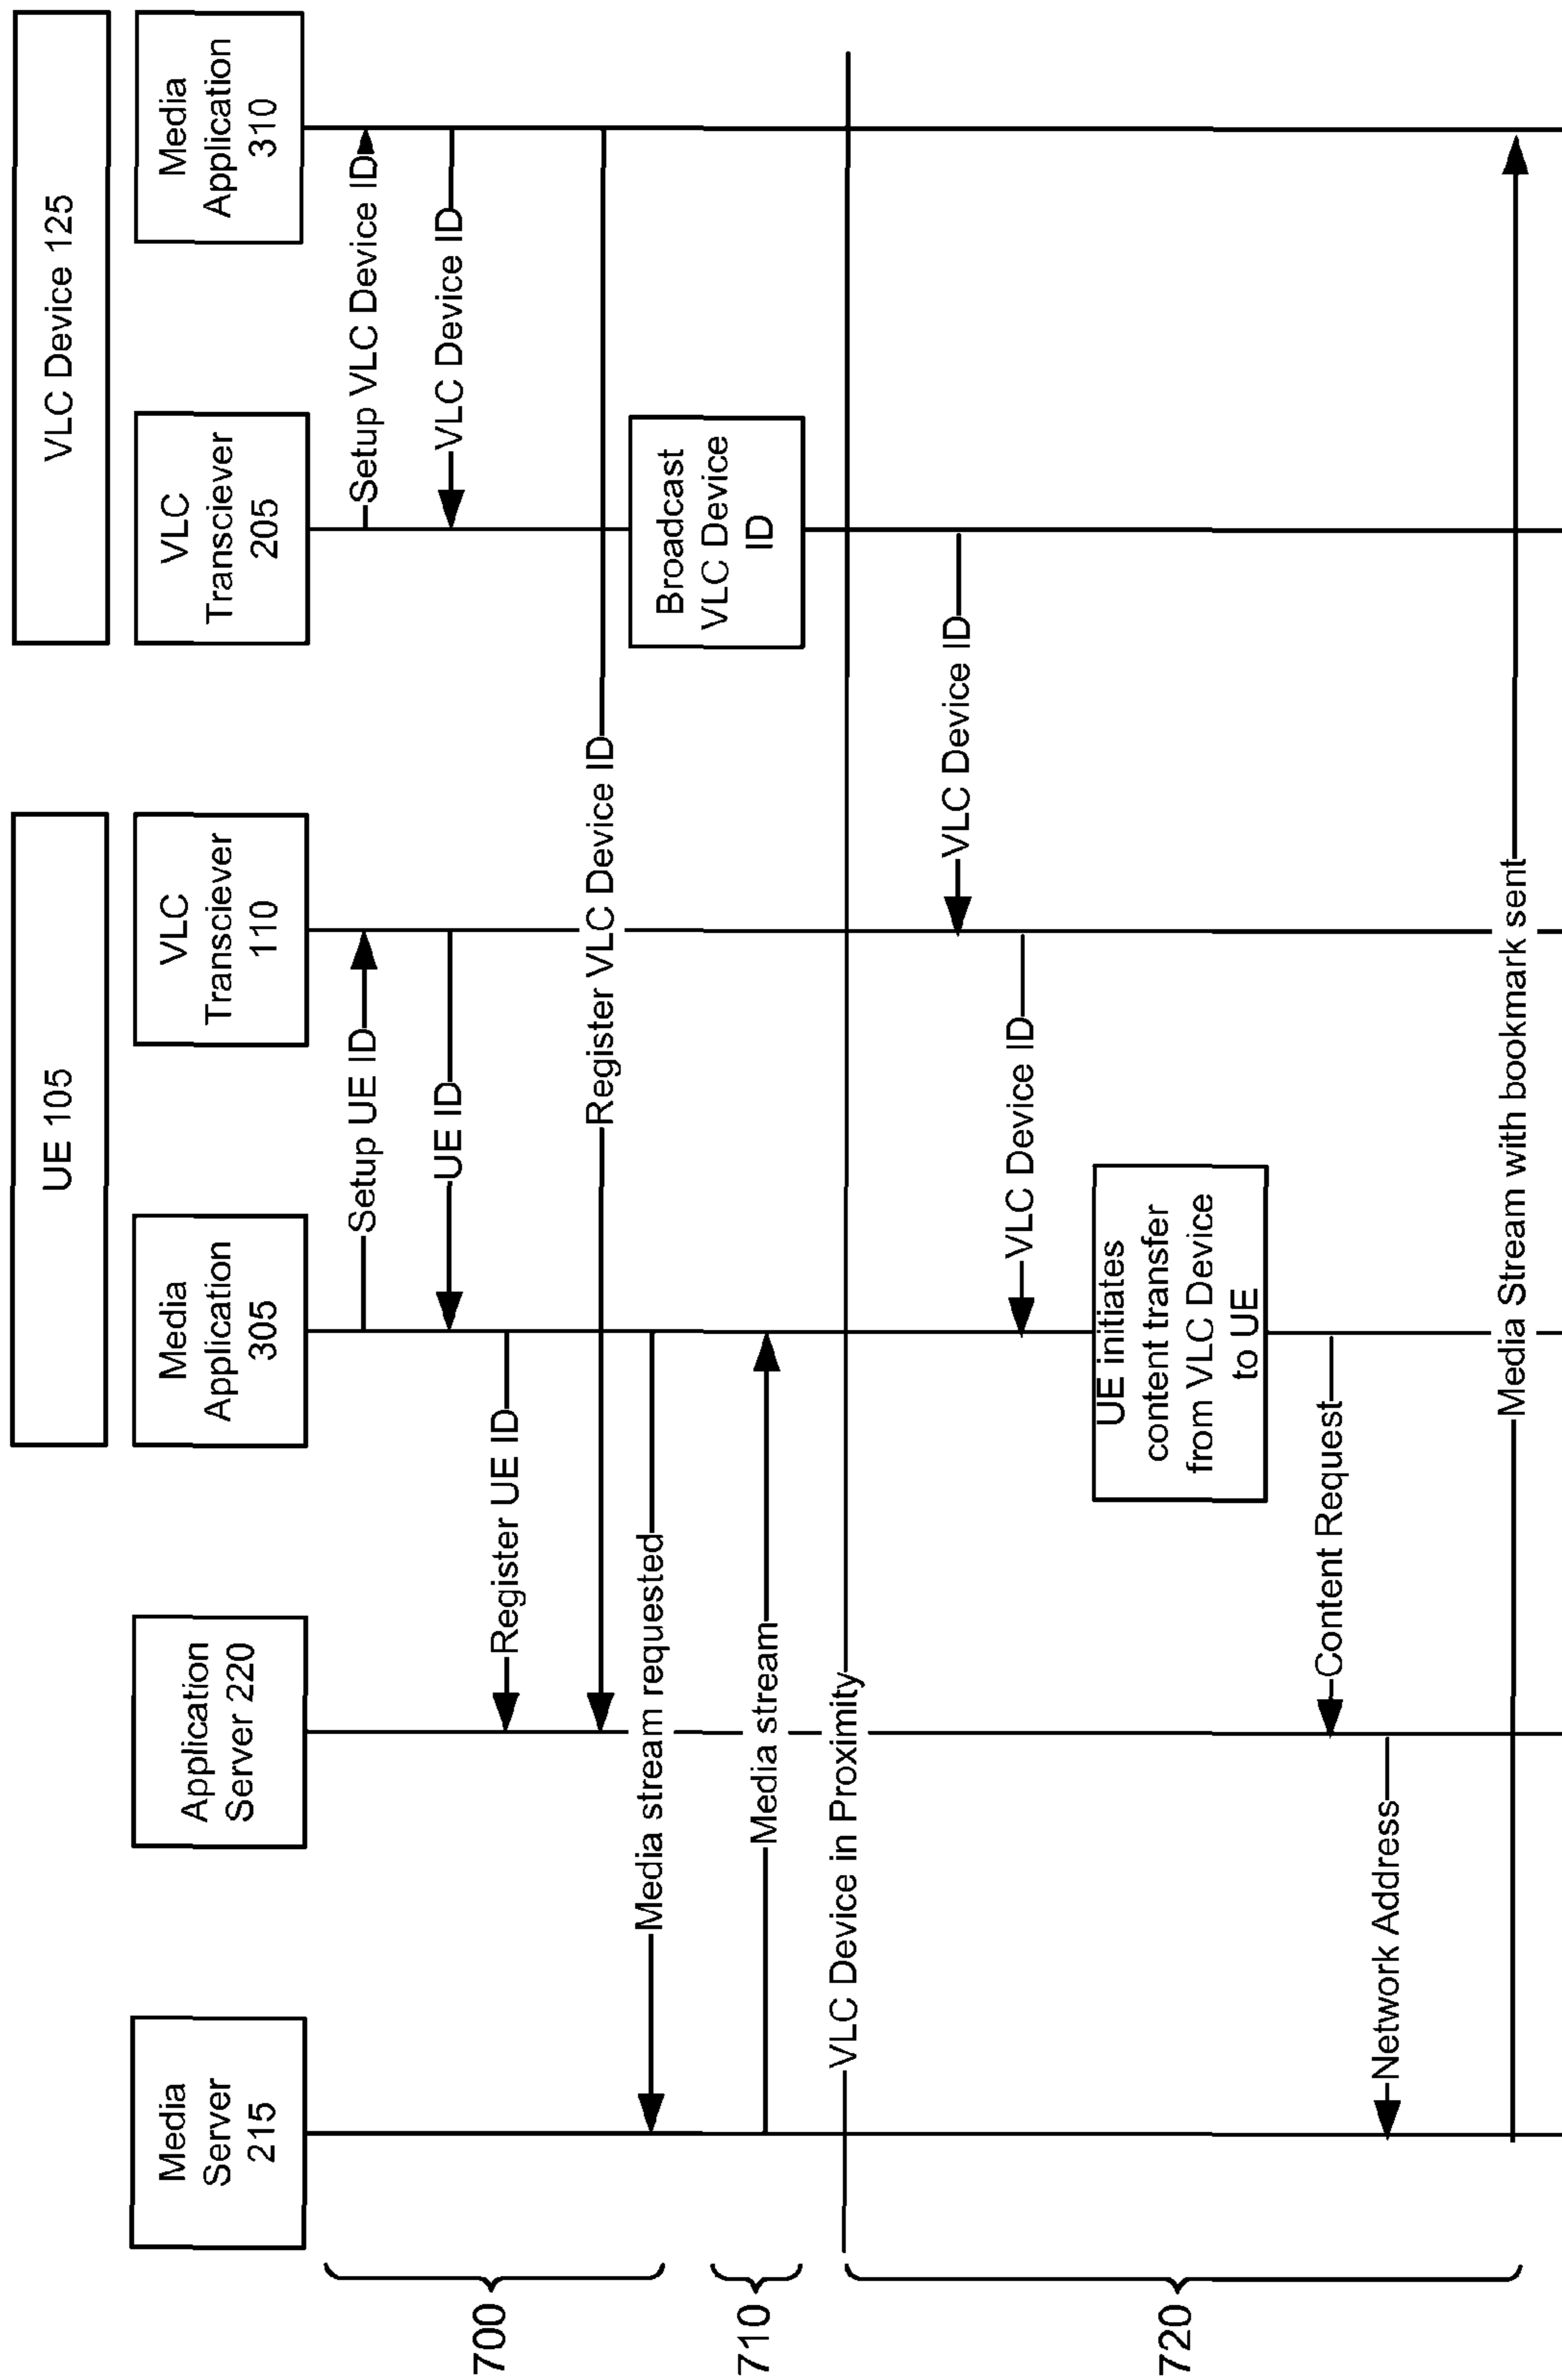 UE 105
VLC Device 125
Media
Server
215
Application
Server 220
Media
Application
305
VLC
Transciever
110
VLC
Transciever
205
Media
Application
310
700
Setup UE ID
Setup VLC Device ID
UE ID
VLC Device ID
Register UE ID
Register VLC Device ID
Media stream requested
Broadcast
VLC Device
ID
710
Media stream
VLC Device in Proximity
720
VLC Device ID
VLC Device ID
UE initiates
content transfer
from VLC Device
to UE
Content Request
Network Address
Media Stream with bookmark sent